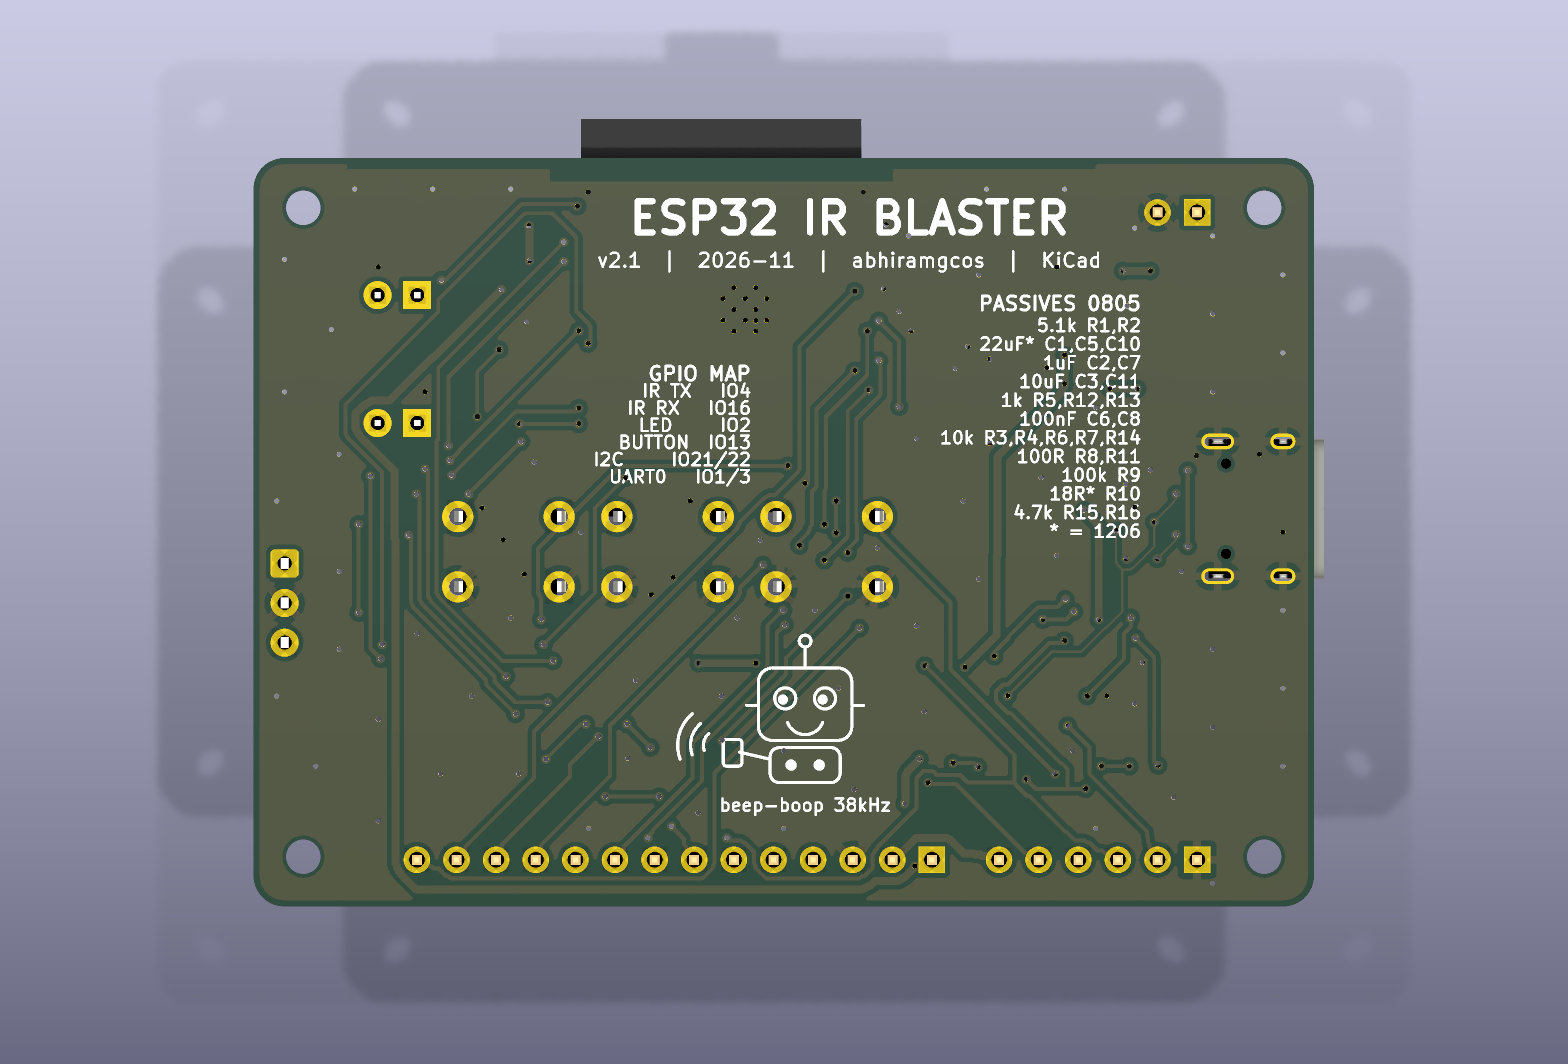 ESP32 IR BLASTER
v2.1 | 2026-11 | abhiramgcos | KiCad
PASSIVES 0805
5.1k R1,R2
22uF* C1,C5,C10
1uF C2,C7
10uF C3,C11
1k R5,R12,R13
100nF C6,C8
10k R3,R4,R6,R7,R14
100R R8,R11
100k R9
18R* R10
4.7k R15,R16
* = 1206
GPIO MAP
IR TX IO4
IR RX IO16
LED IO2
BUTTON IO13
I2C IO21/22
UART0 IO1/3
beep-boop 38kHz